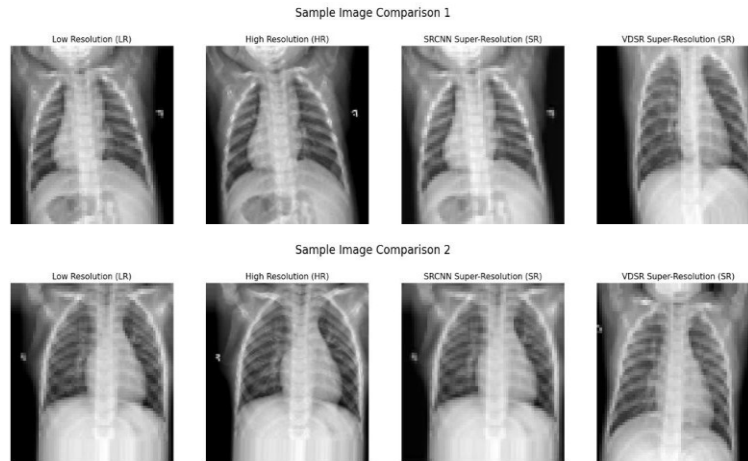 Sample Image Comparison 1
Low Resolution (LR)
High Resolution (HR)
SRCNN Super-Resolution (SR)
VDSR Super-Resolution (SR)
Sample Image Comparison 2
Low Resolution (LR)
High Resolution (HR)
SRCNN Super-Resolution (SR)
VDSR Super-Resolution (SR)